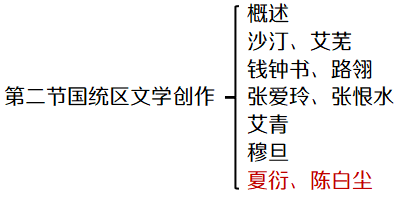 第二节国统区文学创作
概述
沙汀、艾芜
钱钟书、路翎
张爱玲、张恨水
艾青
穆旦
夏衍、陈白尘